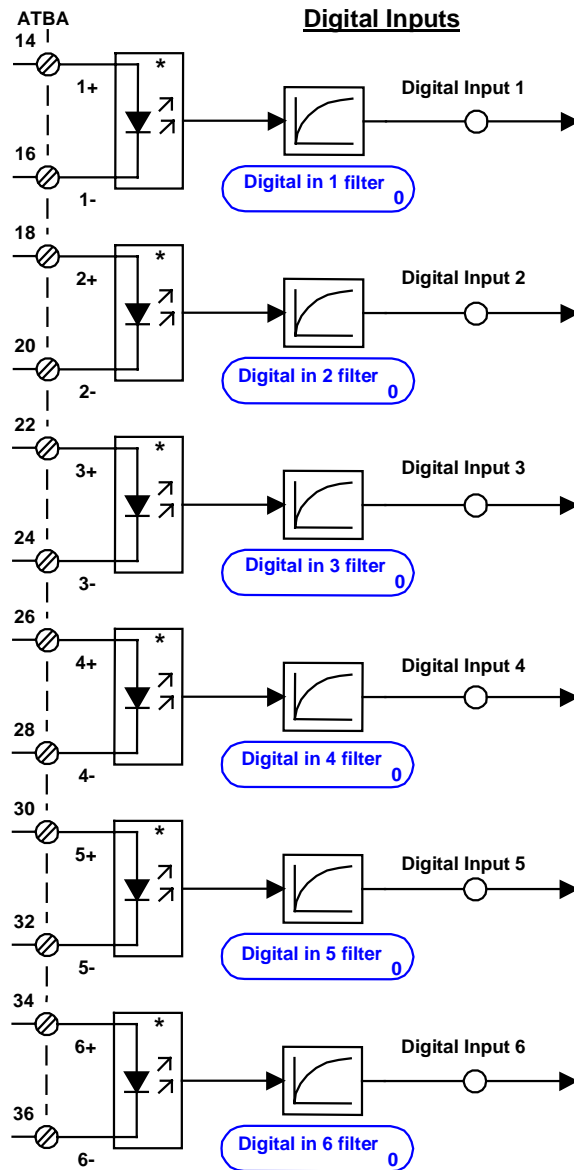 ATBA
Digital Inputs
14
*
1+
Digital Input 1
16
Digital in 1 filter
0
1-
18
*
2+
Digital Input 2
20
Digital in 2 filter
0
2-
22
*
3+
Digital Input 3
24
Digital in 3 filter
0
3-
26
*
4+
Digital Input 4
28
Digital in 4 filter
0
4-
30
*
5+
Digital Input 5
32
Digital in 5 filter
0
5-
34
*
6+
Digital Input 6
36
Digital in 6 filter
0
6-